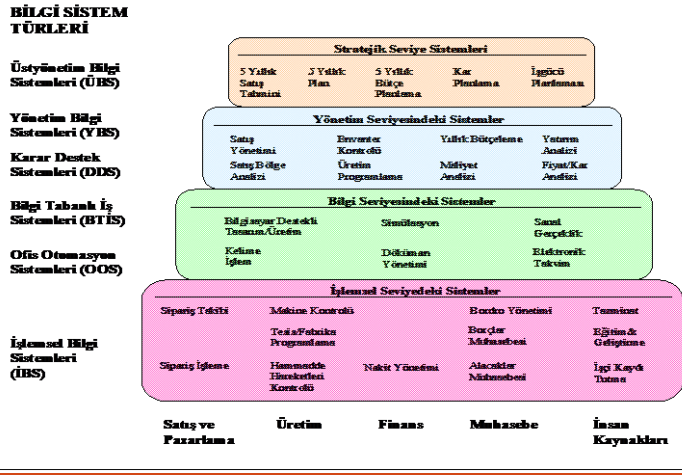 BİLGİ SİSTEM
TÜRLERİ
Stratejik Seviye Sistemleri
Üstyönetim Bilgi
Sistemleri (ÜBS)
5 Yıllık
Satış
Tahmini
5 Yıllık
Plan
5 Yıllık
Bütçe
Planlama
Kar
Planlama
İşgücü
Planlaması
Yönetim Bilgi
Sistemleri (YBS)
Yönetim Seviyesindeki Sistemler
Satış
Yönetimi
Envanter
Kontrolü
Yıllık Bütçeleme
Yatırım
Analizi
Karar Destek
Sistemleri (DDS)
Satış Bölge
Analizi
Üretim
Programlama
Maliyet
Analizi
Fiyat/Kar
Analizi
Bilgi Tabanlı İş
Sistemleri (BTİS)
Bilgi Seviyesindeki Sistemler
Bilgisayar Destekli
Tasarım/Üretim
Simülasyon
Sanal
Gerçeklik
Ofis Otomasyon
Sistemleri (OOS)
Kelime
İşlem
Döküman
Yönetimi
Elektronik
Takvim
İşlemsel Seviyedeki Sistemler
Sipariş Takibi
Makine Kontrolü
Bordro Yönetimi
Tazminat
Tesis/Fabrika
Programlama
Borçlar
Muhasebesi
Eğitim &
Geliştirme
İşlemsel Bilgi
Sistemleri
(İBS)
Sipariş İşleme
Hammadde
Hareketleri
Kontrolü
Nakit Yönetimi
Alacaklar
Muhasebesi
İşçi Kaydı
Tutma
Satış ve
Pazarlama
Üretim
Finans
Muhasebe
İnsan
Kaynakları